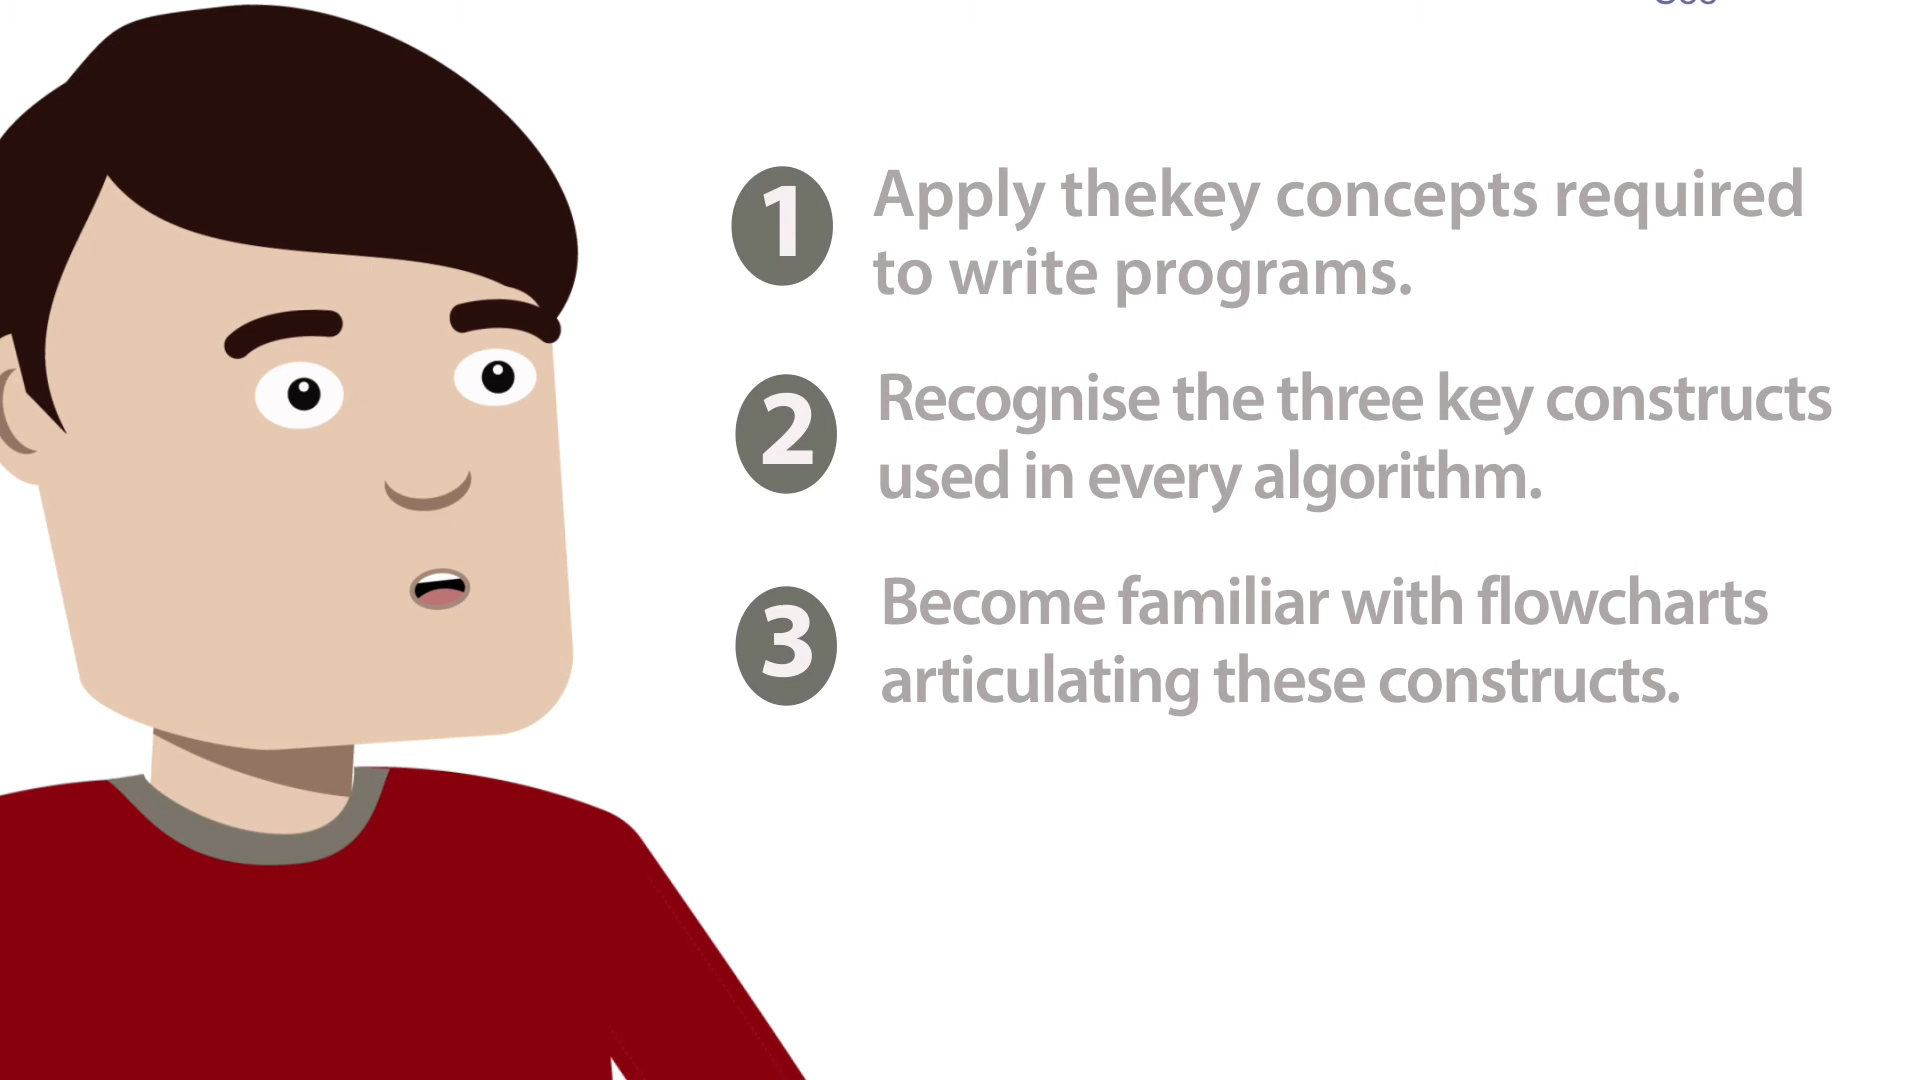 1 Apply thekey concepts required
to write programs.
2 Recognise the three key constructs
used in every algorithm.
3 Become familiar with flowcharts
articulating these constructs.